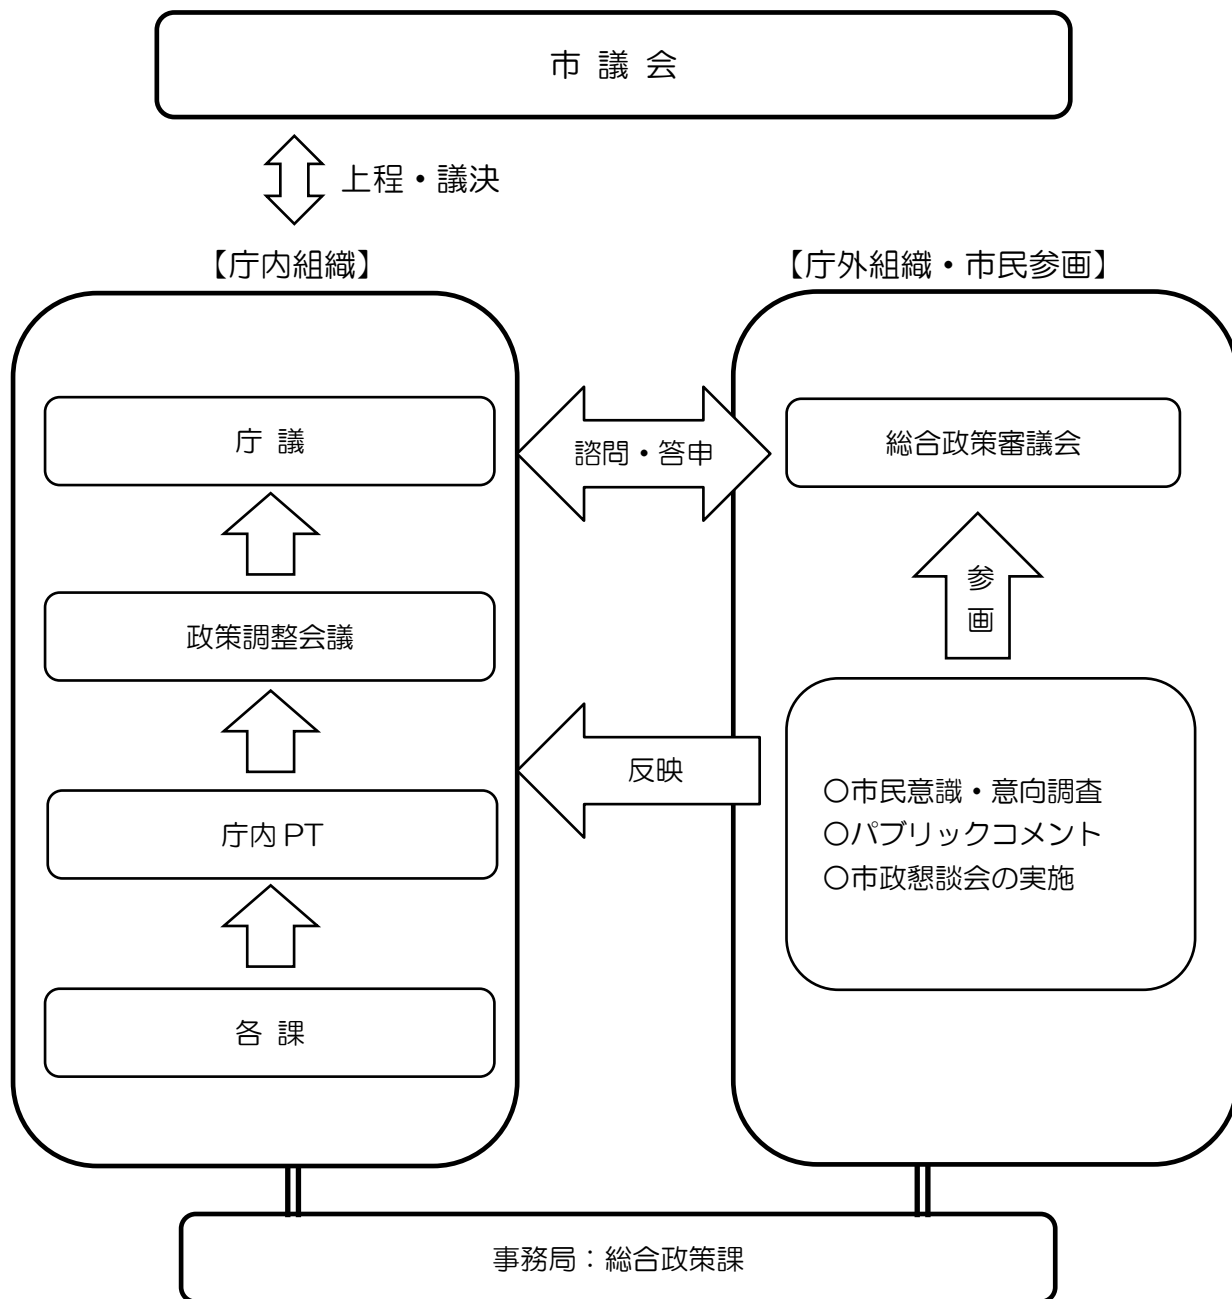 市 議 会
上程・議決
【庁内組織】
【庁外組織・市民参画】
庁 議
諮問・答申
総合政策審議会
参
画
政策調整会議
反映
○市民意識・意向調査
○パブリックコメント
○市政懇談会の実施
庁内 PT
各 課
事務局：総合政策課